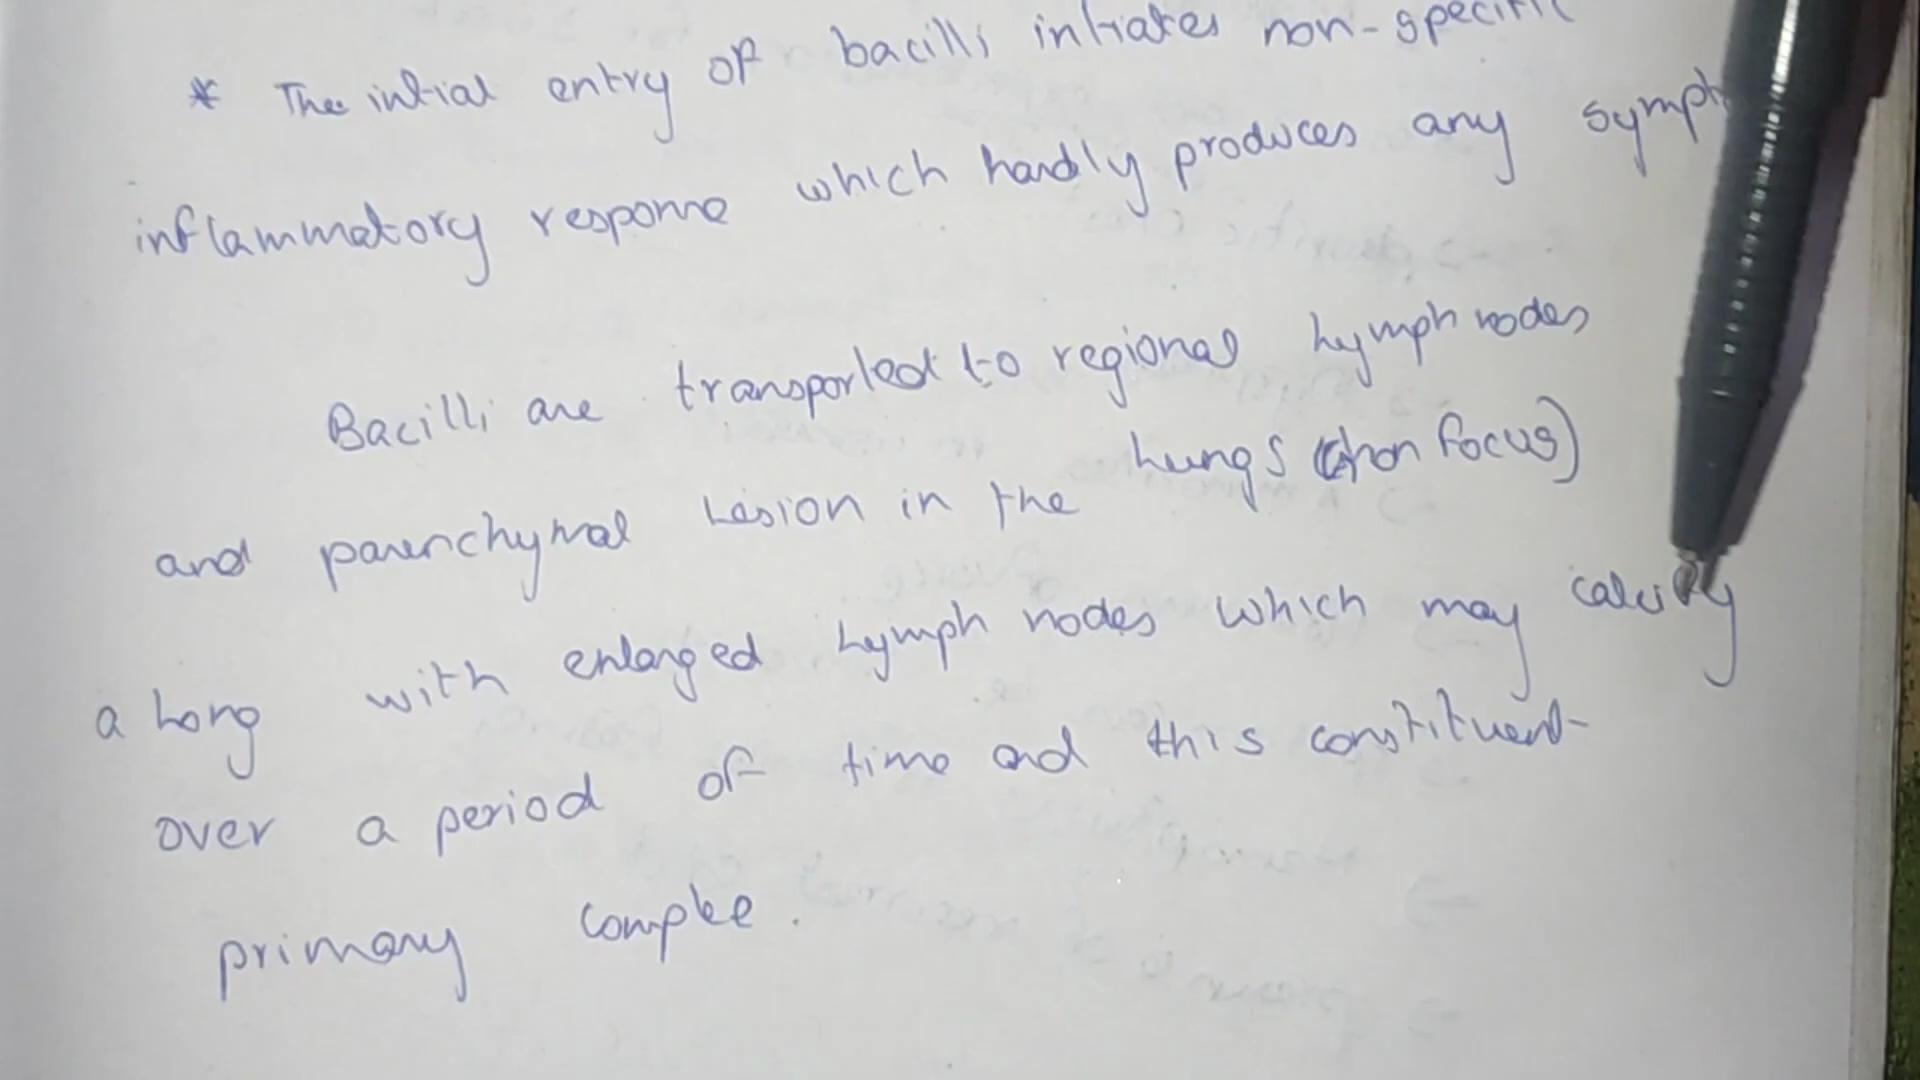 * The initial entry of bacilli intiates non-specific
inflammatory response which hardly produces any symp
Bacilli are transported to regional Lymph nodes
and parenchymal Lesion in the Lungs (Ghon focus)
a Long with enlarged Lymph nodes which may calcify
over a period of time and this constituent
primary comple.